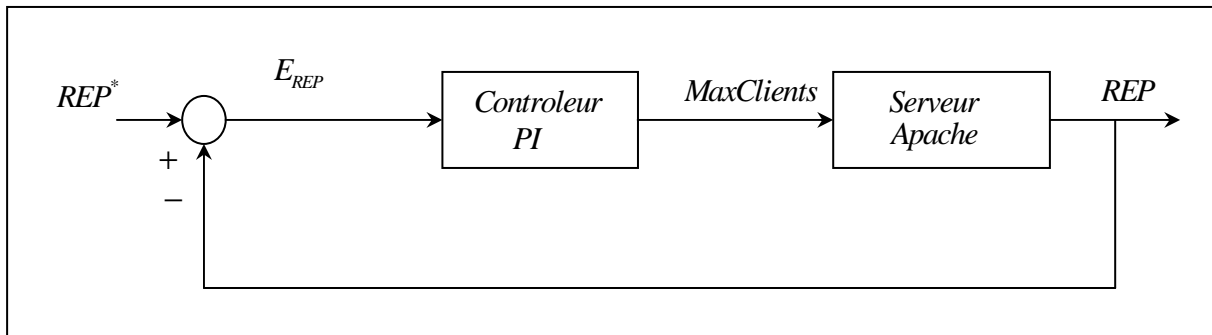 REP*
E_REP
Controleur
PI
MaxClients
Serveur
Apache
REP
+
−